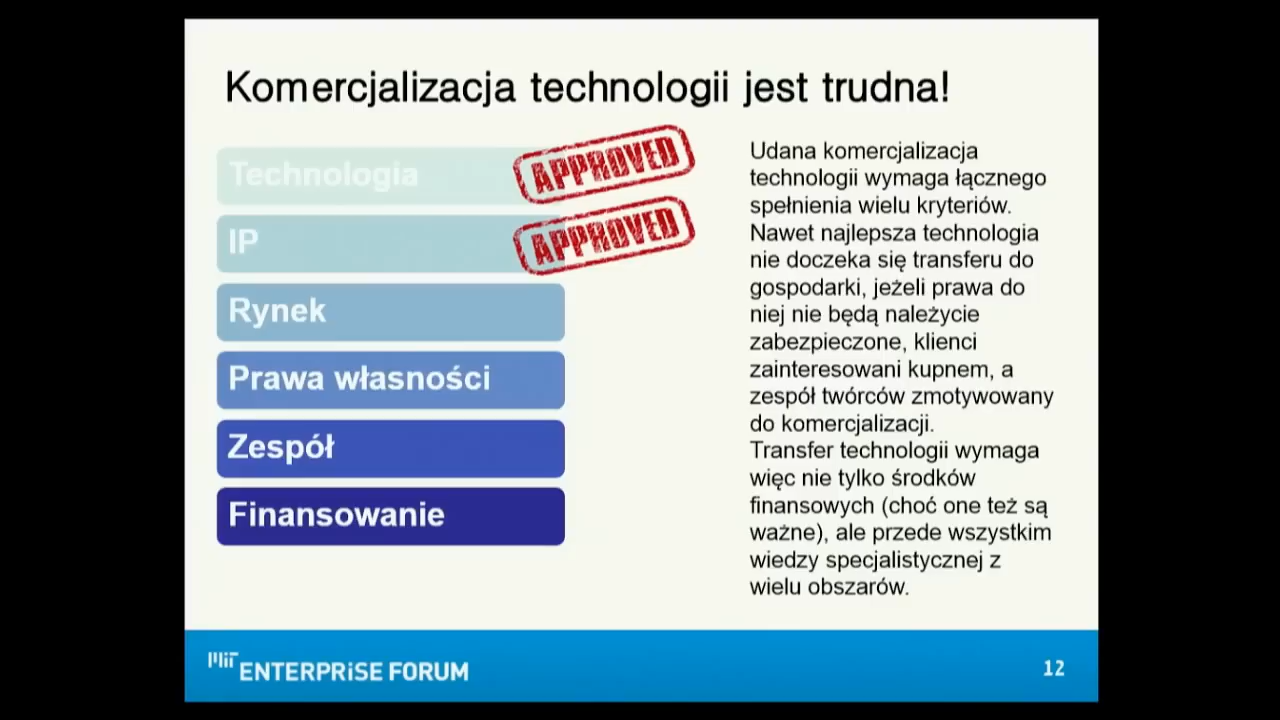 Komercjalizacja technologii jest trudna!
Technologia
APPROVED
IP
APPROVED
Rynek
Prawa własności
Zespół
Finansowanie
Udana komercjalizacja
technologii wymaga łącznego
spełnienia wielu kryteriów.
Nawet najlepsza technologia
nie doczeka się transferu do
gospodarki, jeżeli prawa do
niej nie będą należycie
zabezpieczone, klienci
zainteresowani kupnem, a
zespół twórców zmotywowany
do komercjalizacji.
Transfer technologii wymaga
więc nie tylko środków
finansowych (choć one też są
ważne), ale przede wszystkim
wiedzy specjalistycznej z
wielu obszarów.
MIT ENTERPRISE FORUM
12